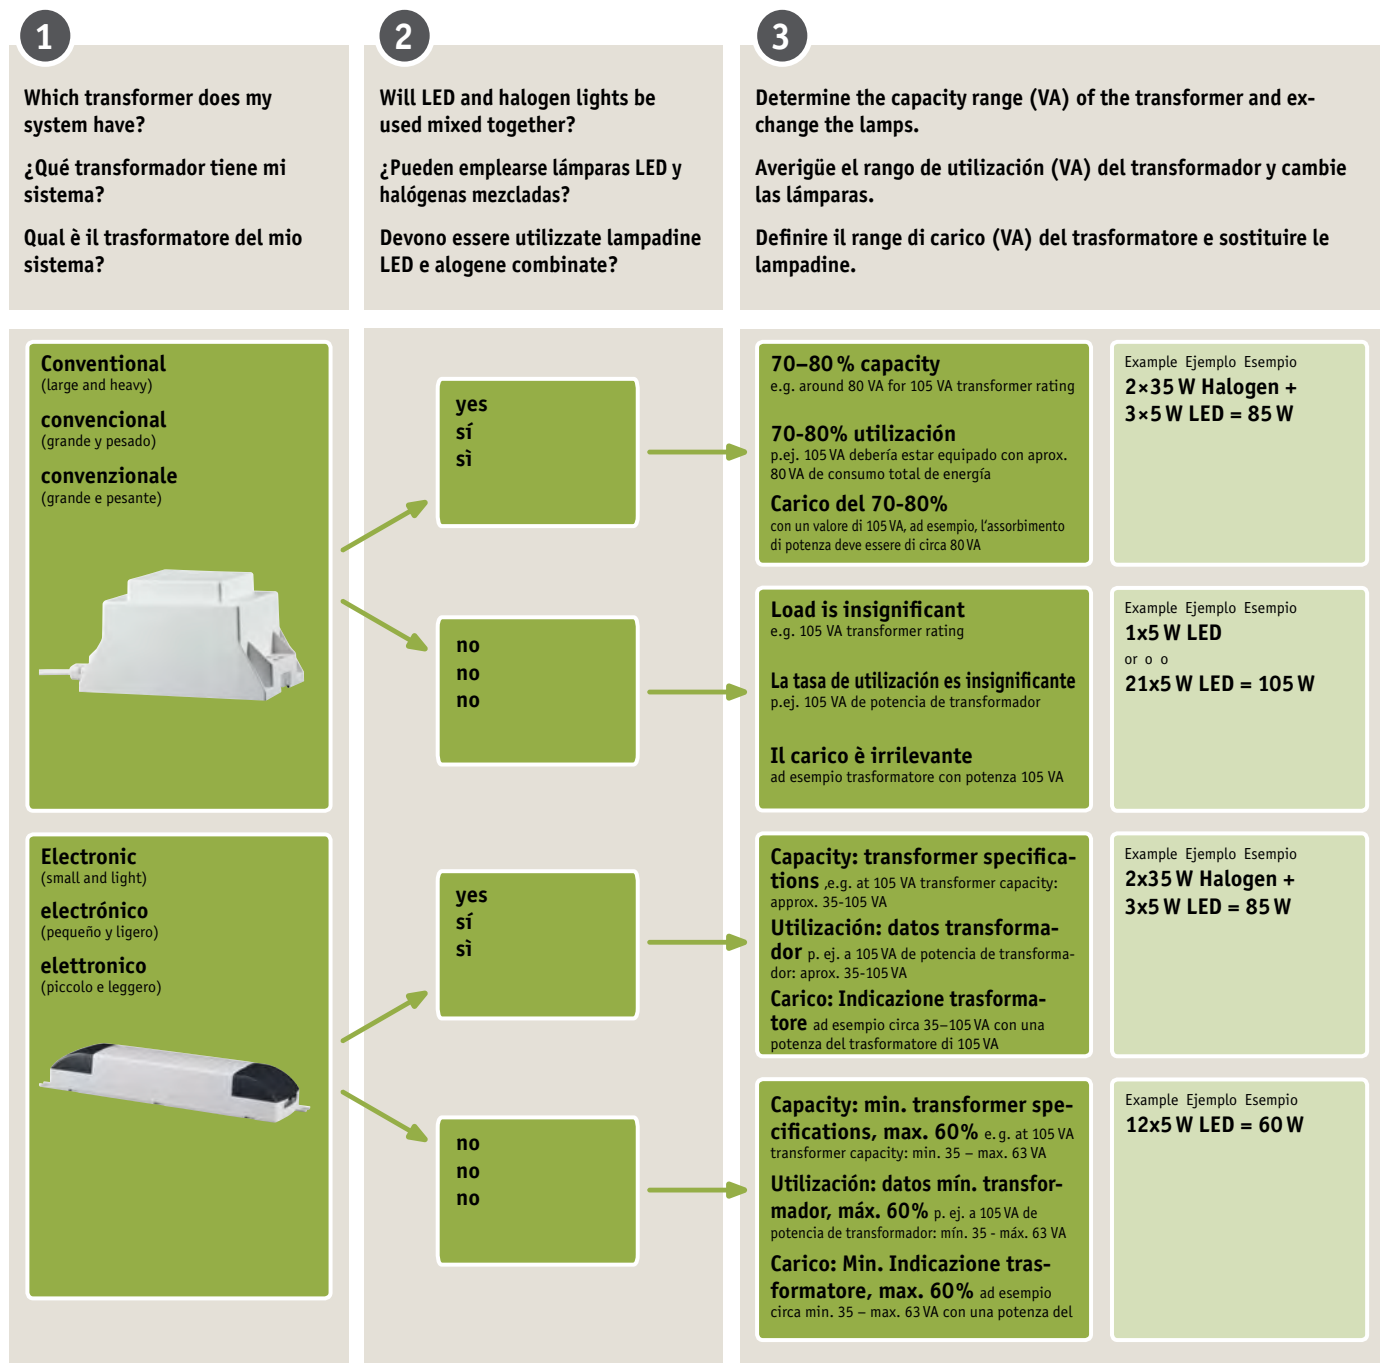 1
Which transformer does my
system have?
¿Qué transformador tiene mi
sistema?
Qual è il trasformatore del mio
sistema?
2
Will LED and halogen lights be
used mixed together?
¿Pueden emplearse lámparas LED y
halógenas mezcladas?
Devono essere utilizzate lampadine
LED e alogene combinate?
3
Determine the capacity range (VA) of the transformer and ex-
change the lamps.
Averigüe el rango de utilización (VA) del transformador y cambie
las lámparas.
Definire il range di carico (VA) del trasformatore e sostituire le
lampadine.
Conventional
(large and heavy)
convencional
(grande y pesado)
convenzionale
(grande e pesante)
yes
sí
sì
70–80 % capacity
e.g. around 80 VA for 105 VA transformer rating
70-80% utilización
p.ej. 105 VA debería estar equipado con aprox.
80 VA de consumo total de energía
Carico del 70-80%
con un valore di 105 VA, ad esempio, l'assorbimento
di potenza deve essere di circa 80 VA
Example Ejemplo Esempio
2×35 W Halogen +
3×5 W LED = 85 W
no
no
no
Load is insignificant
e.g. 105 VA transformer rating
La tasa de utilización es insignificante
p.ej. 105 VA de potencia de transformador
Il carico è irrilevante
ad esempio trasformatore con potenza 105 VA
Example Ejemplo Esempio
1x5 W LED
or o o
21x5 W LED = 105 W
Electronic
(small and light)
electrónico
(pequeño y ligero)
elettronico
(piccolo e leggero)
yes
sí
sì
Capacity: transformer specifica-
tions ,e.g. at 105 VA transformer capacity:
approx. 35-105 VA
Utilización: datos transforma-
dor p. ej. a 105 VA de potencia de transforma-
dor: aprox. 35-105 VA
Carico: Indicazione trasforma-
tore ad esempio circa 35–105 VA con una
potenza del trasformatore di 105 VA
Example Ejemplo Esempio
2x35 W Halogen +
3x5 W LED = 85 W
no
no
no
Capacity: min. transformer spe-
cifications, max. 60% e. g. at 105 VA
transformer capacity: min. 35 – max. 63 VA
Utilización: datos mín. transfor-
mador, máx. 60% p. ej. a 105 VA de
potencia de transformador: mín. 35 - máx. 63 VA
Carico: Min. Indicazione tras-
formatore, max. 60% ad esempio
circa min. 35 – max. 63 VA con una potenza del
Example Ejemplo Esempio
12x5 W LED = 60 W